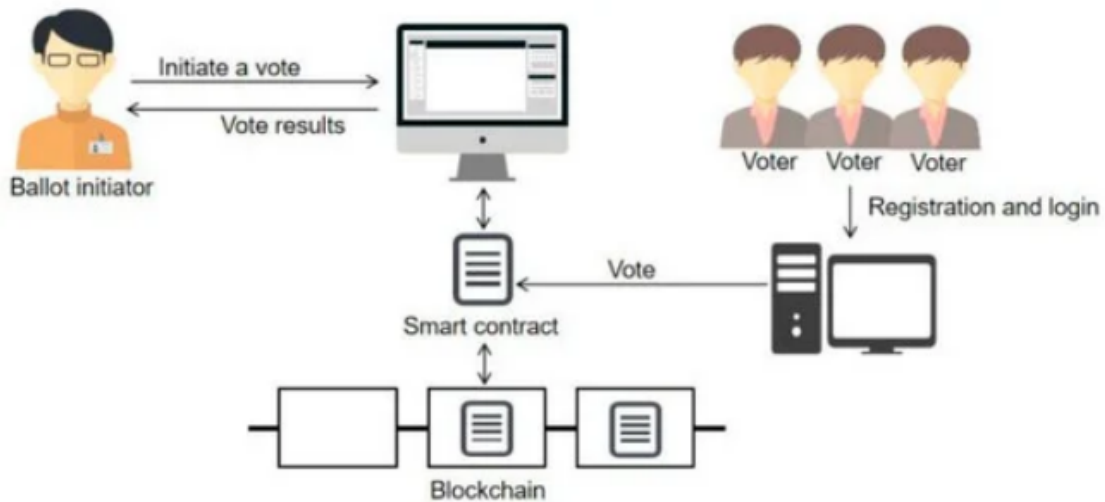 Initiate a vote
Vote results
Ballot initiator
Voter Voter Voter
Registration and login
Vote
Smart contract
Blockchain